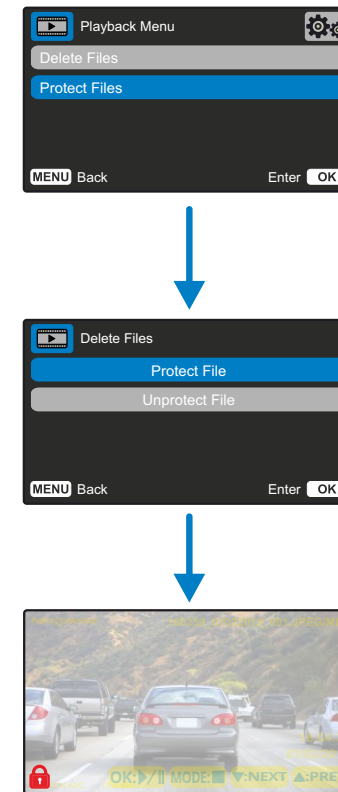 Playback Menu
Delete Files
Protect Files
MENU Back Enter OK
Delete Files
Protect File
Unprotect File
MENU Back Enter OK
OK:▶/|| MODE:■ ▼:NEXT ▲:PRE